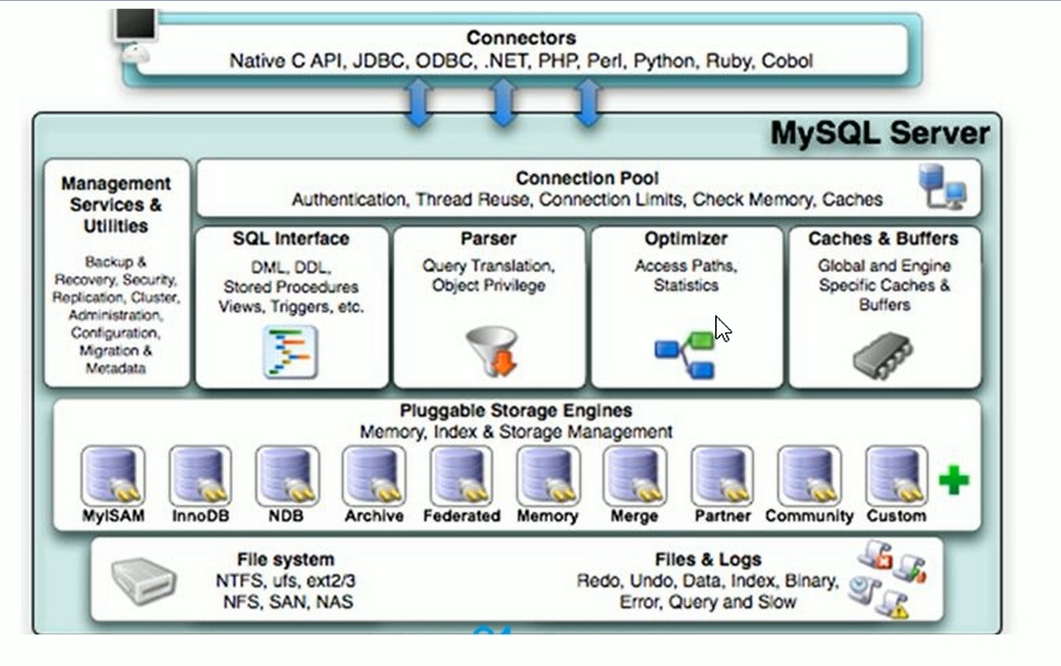 Connectors
Native C API, JDBC, ODBC, .NET, PHP, Perl, Python, Ruby, Cobol
MySQL Server
Management
Services &
Utilities
Backup &
Recovery, Security,
Replication, Cluster,
Administration,
Configuration,
Migration &
Metadata
Connection Pool
Authentication, Thread Reuse, Connection Limits, Check Memory, Caches
SQL Interface
DML, DDL,
Stored Procedures
Views, Triggers, etc.
Parser
Query Translation,
Object Privilege
Optimizer
Access Paths,
Statistics
Caches & Buffers
Global and Engine
Specific Caches &
Buffers
Pluggable Storage Engines
Memory, Index & Storage Management
MyISAM
InnoDB
NDB
Archive
Federated
Memory
Merge
Partner
Community
Custom
File system
NTFS, ufs, ext2/3
NFS, SAN, NAS
Files & Logs
Redo, Undo, Data, Index, Binary,
Error, Query and Slow